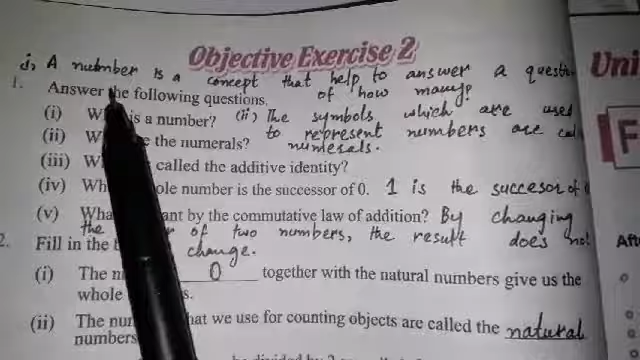 Objective Exercise 2
i, A number is a concept that help to answer a questi
of how many?
1. Answer the following questions. Uni
(i) W is a number? (ii) The symbols which are used
to represent numbers are cal
(ii) W e the numerals? numerals.
(iii) W called the additive identity?
(iv) Wh ole number is the successor of 0. 1 is the succesor of 0
(v) Wha ant by the commutative law of addition? By changing
the r of two numbers, the result does not
change.
2. Fill in the b Aft
(i) The n 0 together with the natural numbers give us the
whole s.
(ii) The nu hat we use for counting objects are called the natural
numbers